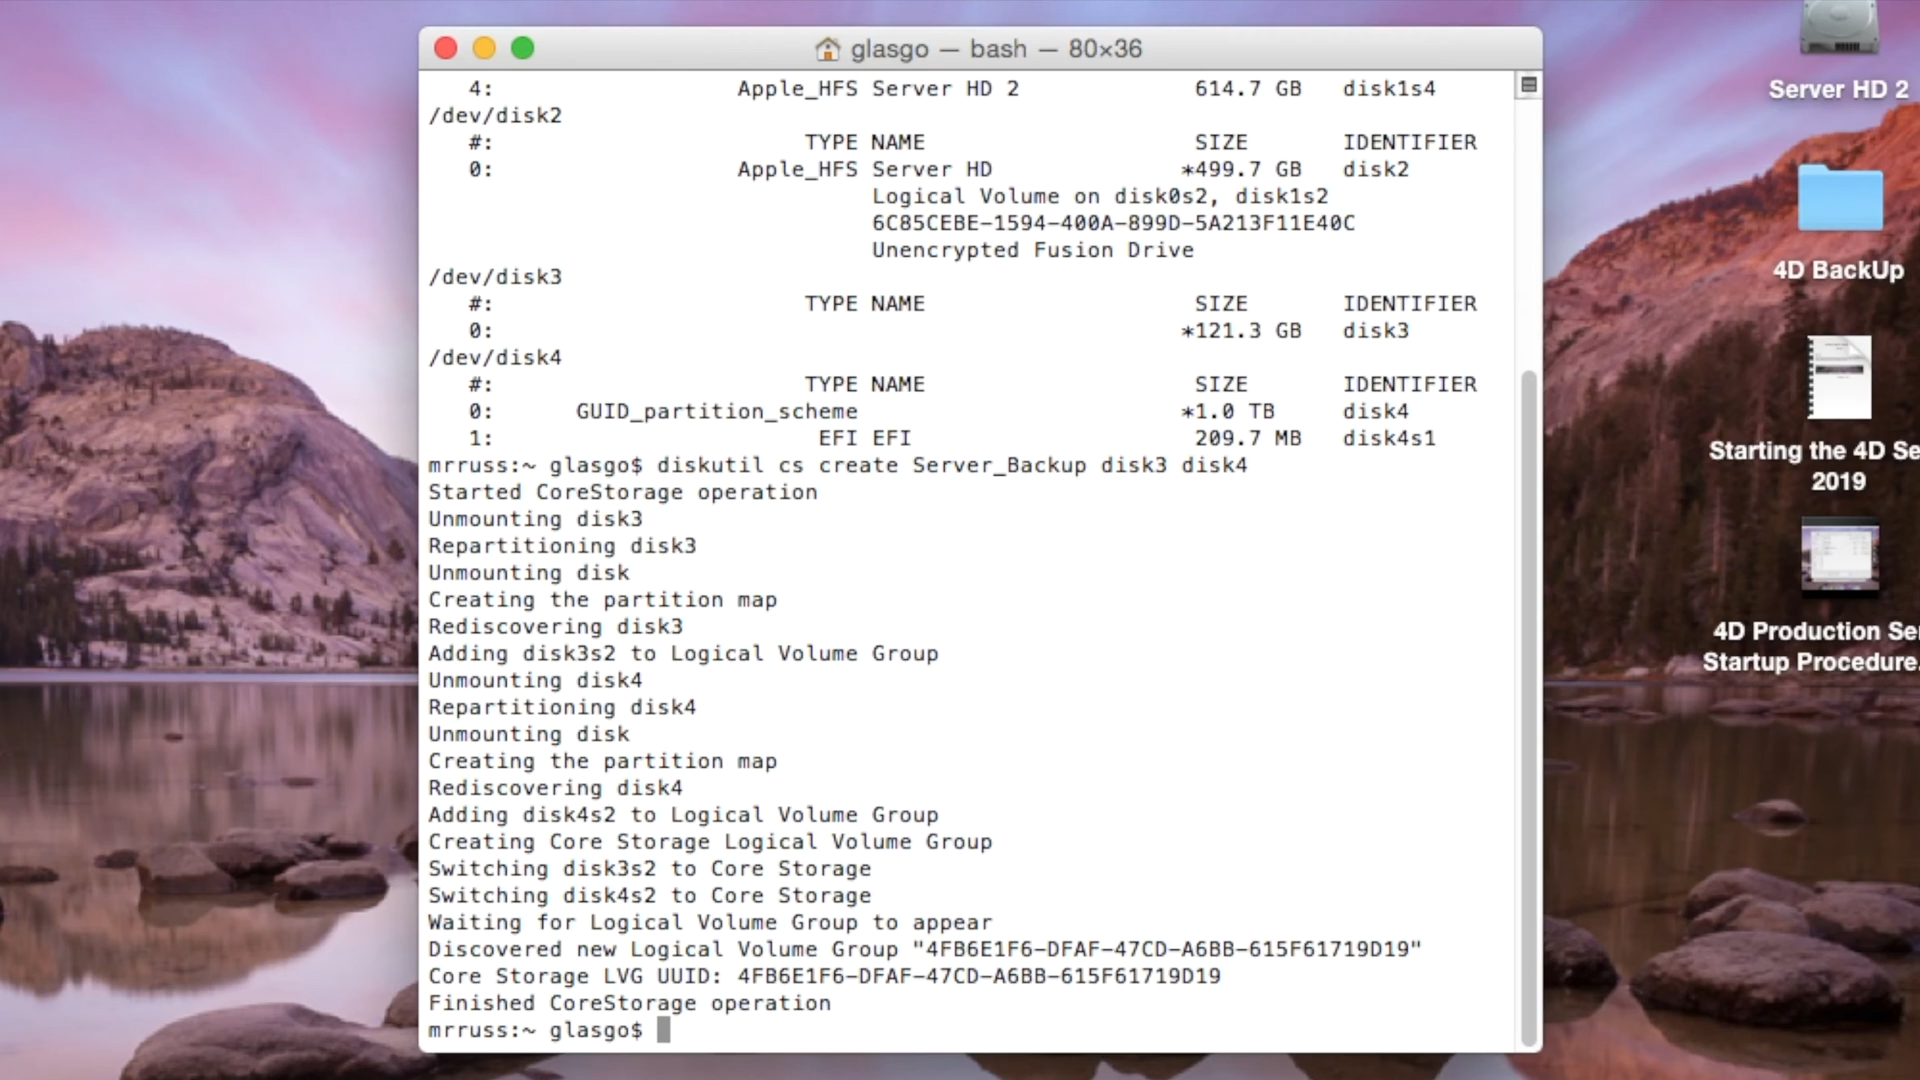 glasgo — bash — 80×36
4: Apple_HFS Server HD 2 614.7 GB disk1s4
/dev/disk2
#: TYPE NAME SIZE IDENTIFIER
0: Apple_HFS Server HD *499.7 GB disk2
Logical Volume on disk0s2, disk1s2
6C85CEBE-1594-400A-899D-5A213F11E40C
Unencrypted Fusion Drive
/dev/disk3
#: TYPE NAME SIZE IDENTIFIER
0: *121.3 GB disk3
/dev/disk4
#: TYPE NAME SIZE IDENTIFIER
0: GUID_partition_scheme *1.0 TB disk4
1: EFI EFI 209.7 MB disk4s1
mrruss:~ glasgo$ diskutil cs create Server_Backup disk3 disk4
Started CoreStorage operation
Unmounting disk3
Repartitioning disk3
Unmounting disk
Creating the partition map
Rediscovering disk3
Adding disk3s2 to Logical Volume Group
Unmounting disk4
Repartitioning disk4
Unmounting disk
Creating the partition map
Rediscovering disk4
Adding disk4s2 to Logical Volume Group
Creating Core Storage Logical Volume Group
Switching disk3s2 to Core Storage
Switching disk4s2 to Core Storage
Waiting for Logical Volume Group to appear
Discovered new Logical Volume Group "4FB6E1F6-DFAF-47CD-A6BB-615F61719D19"
Core Storage LVG UUID: 4FB6E1F6-DFAF-47CD-A6BB-615F61719D19
Finished CoreStorage operation
mrruss:~ glasgo$
Server HD 2
4D BackUp
Starting the 4D Se
2019
4D Production Ser
Startup Procedure.